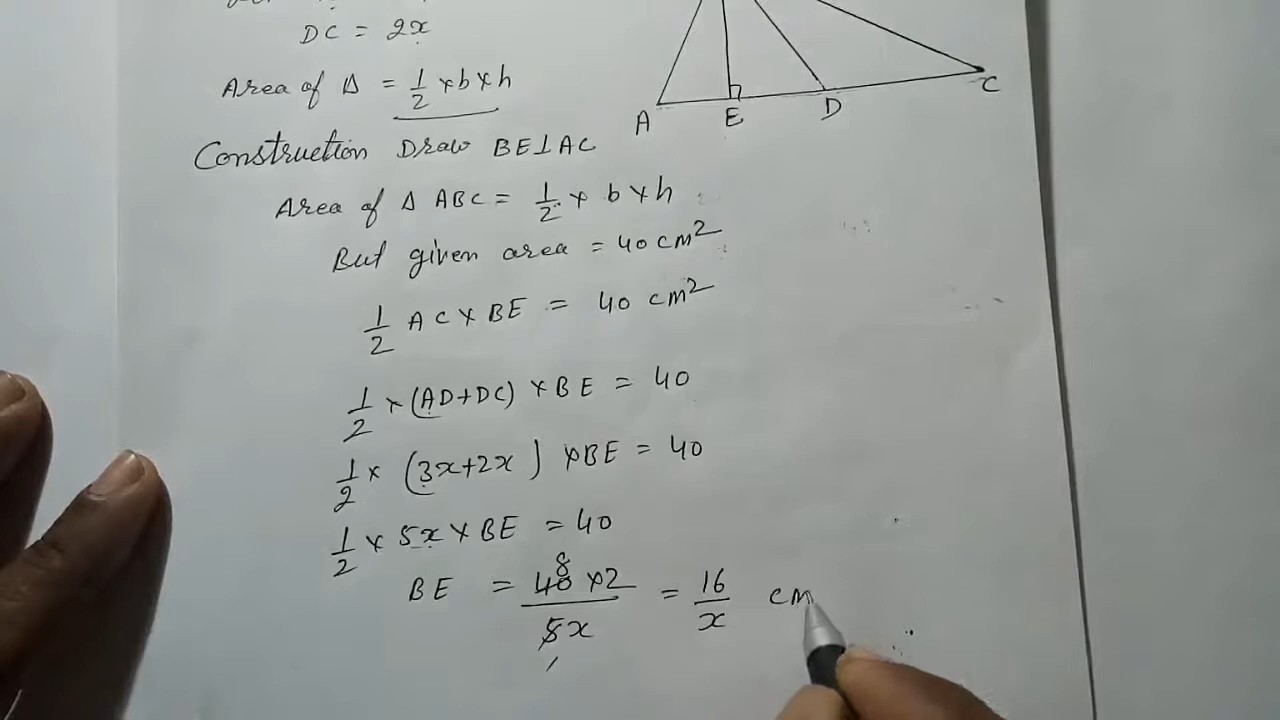 DC = 2x
Area of Δ = 1/2 × b × h
A E D C
Construction Draw BE⊥AC
Area of Δ ABC = 1/2 × b × h
But given area = 40 cm²
1/2 AC × BE = 40 cm²
1/2 × (AD+DC) × BE = 40
1/2 × (3x+2x) × BE = 40
1/2 × 5x × BE = 40
8
BE = 40 × 2 / 5x = 16/x cm
1